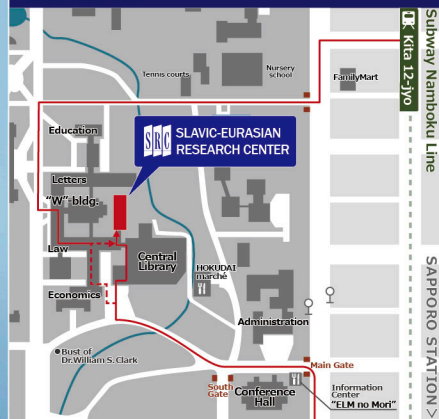 Subway Namboku Line
Kita 12-jyo
Nursery
school
Tennis courts
FamilyMart
Education
SRC
SLAVIC-EURASIAN
RESEARCH CENTER
Letters
"W" bldg.
Law
Central
Library
HOKUDAI
marché
Economics
SAPPORO STATION
Administration
Bust of
Dr.William S. Clark
Main Gate
South
Gate
Conference
Hall
Information
Center
"ELM no Mori"